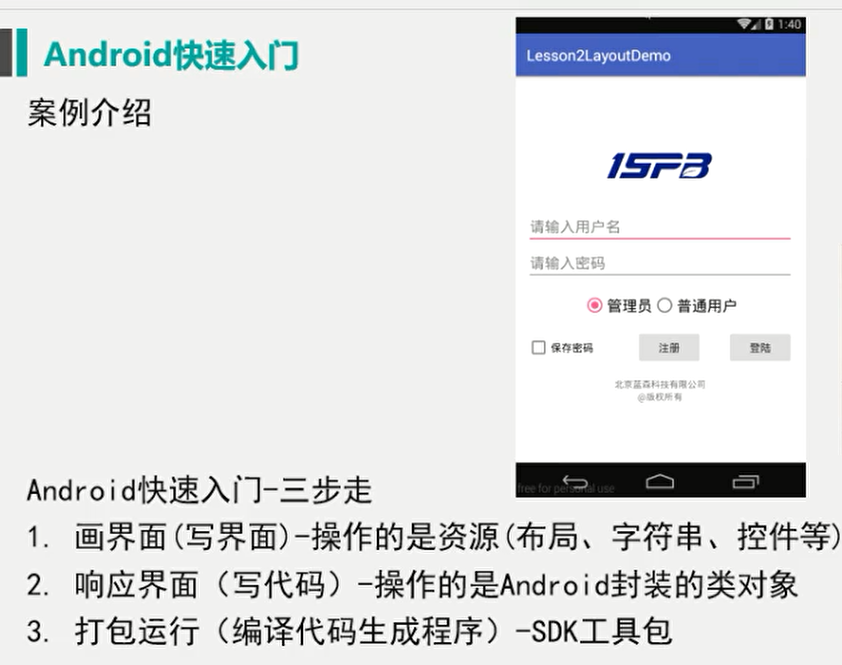 Android快速入门
案例介绍
1:40
Lesson2LayoutDemo
ISPB
请输入用户名
请输入密码
管理员 普通用户
保存密码 注册 登陆
北京蓝森科技有限公司
@版权所有
free for personal use
Android快速入门-三步走
1. 画界面(写界面)-操作的是资源(布局、字符串、控件等)
2. 响应界面（写代码）-操作的是Android封装的类对象
3. 打包运行（编译代码生成程序）-SDK工具包